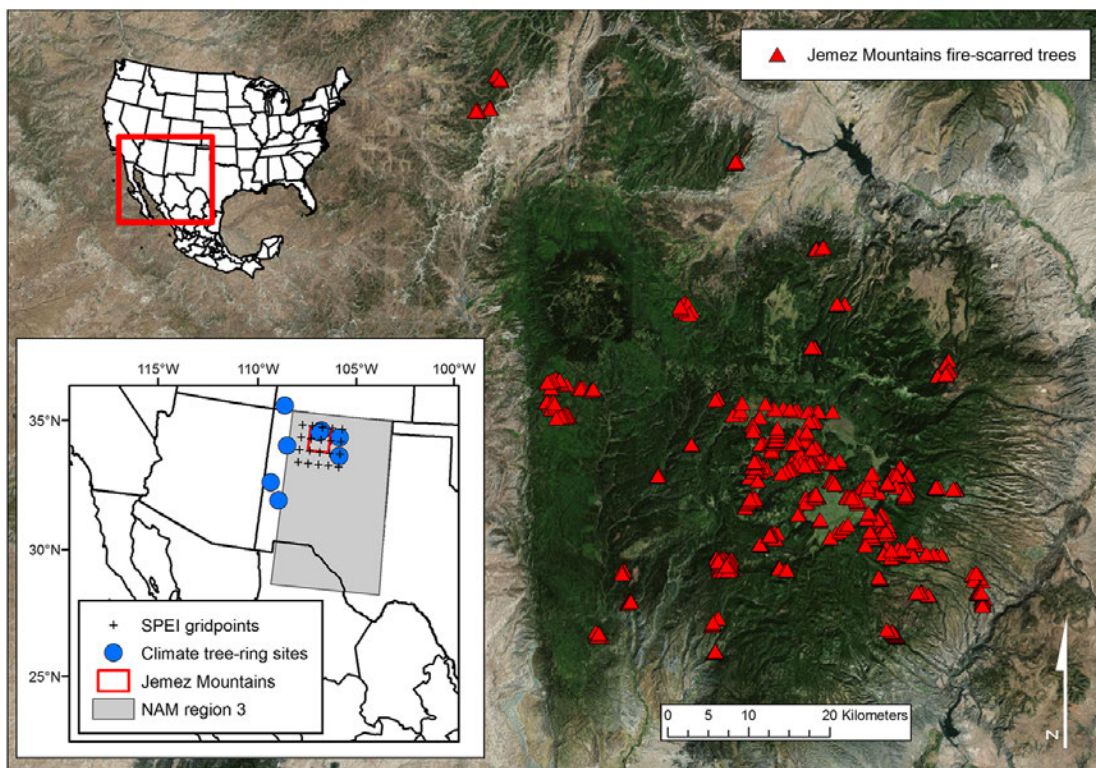 Jemez Mountains fire-scarred trees
115°W 110°W 105°W 100°W
35°N
30°N
25°N
SPEI gridpoints
Climate tree-ring sites
Jemez Mountains
NAM region 3
0 5 10 20 Kilometers
N